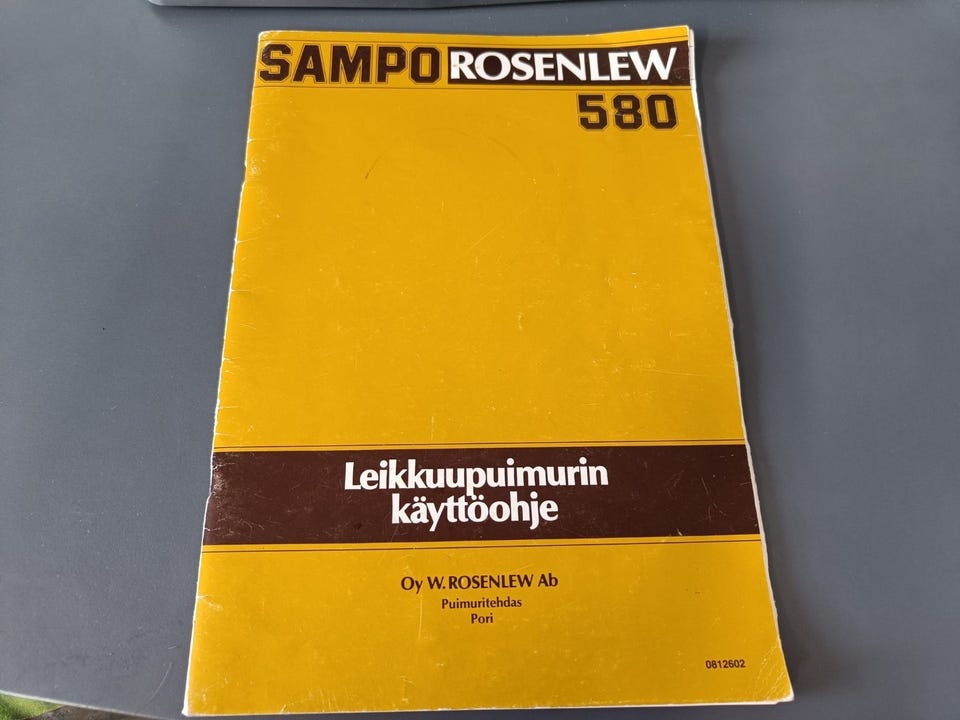 SAMPO ROSENLEW
580
Leikkuupuimurin
käyttöohje
Oy W. ROSENLEW Ab
Puimuritehdas
Pori
0812602